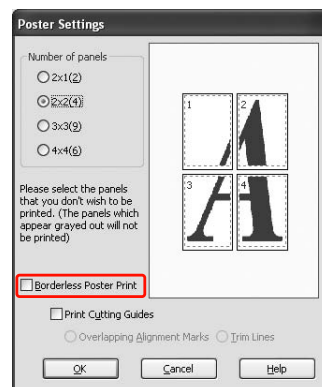 Poster Settings
Number of panels
2x1(2)
2x2(4)
3x3(9)
4x4(6)
1
2
3
4
Please select the panels
that you don't wish to be
printed. (The panels which
appear grayed out will not
be printed)
Borderless Poster Print
Print Cutting Guides
Overlapping Alignment Marks
Trim Lines
OK
Cancel
Help